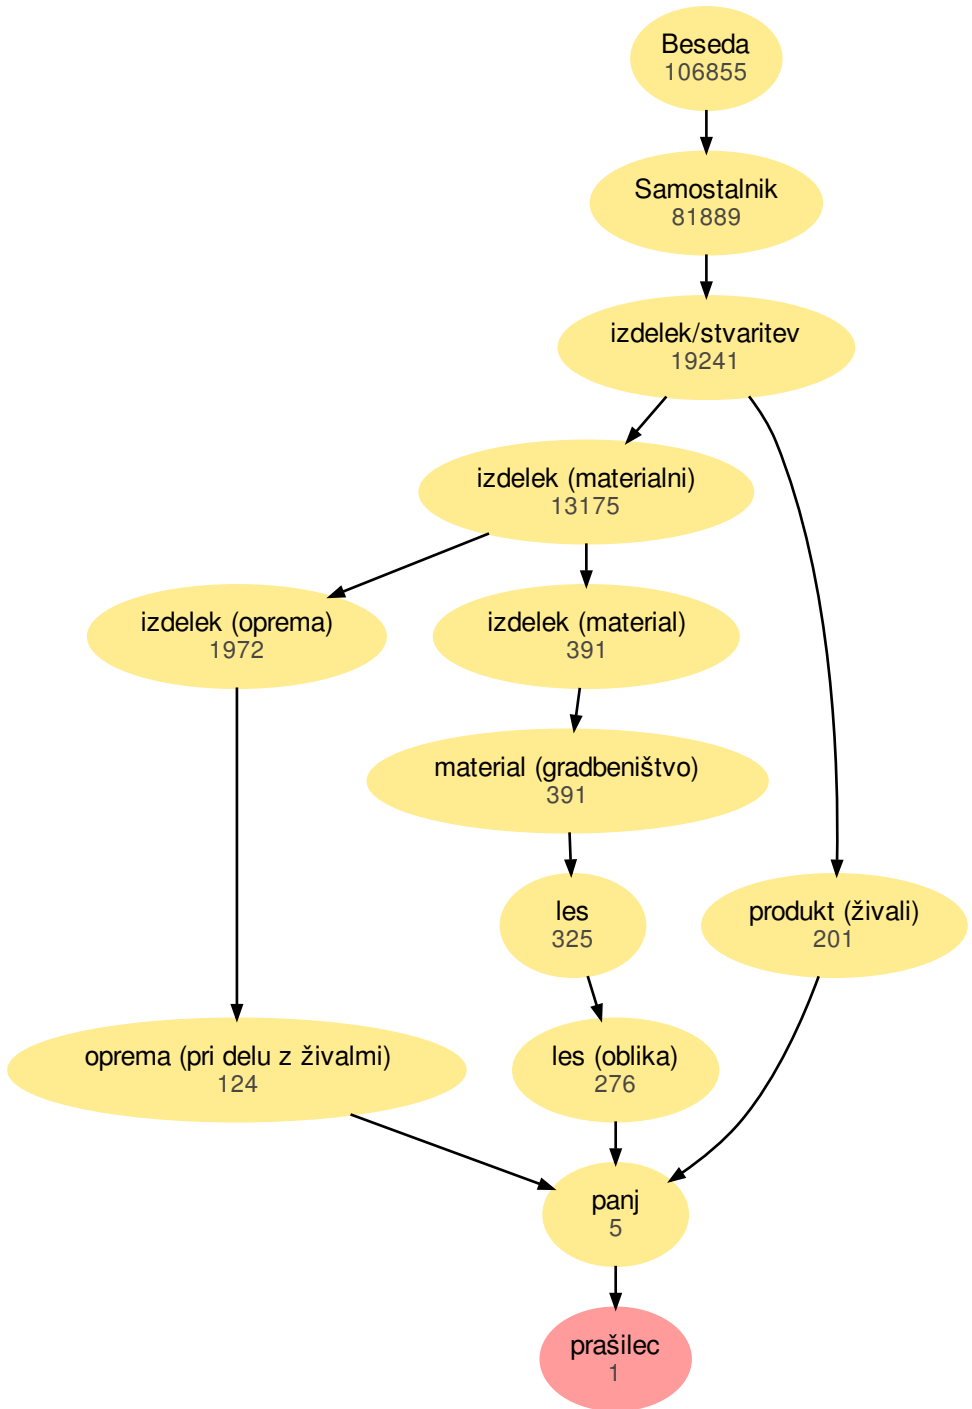 Beseda
106855
Samostalnik
81889
izdelek/stvaritev
19241
izdelek (materialni)
13175
izdelek (oprema)
1972
izdelek (material)
391
material (gradbeništvo)
391
les
325
produkt (živali)
201
oprema (pri delu z živalmi)
124
les (oblika)
276
panj
5
prašilec
1